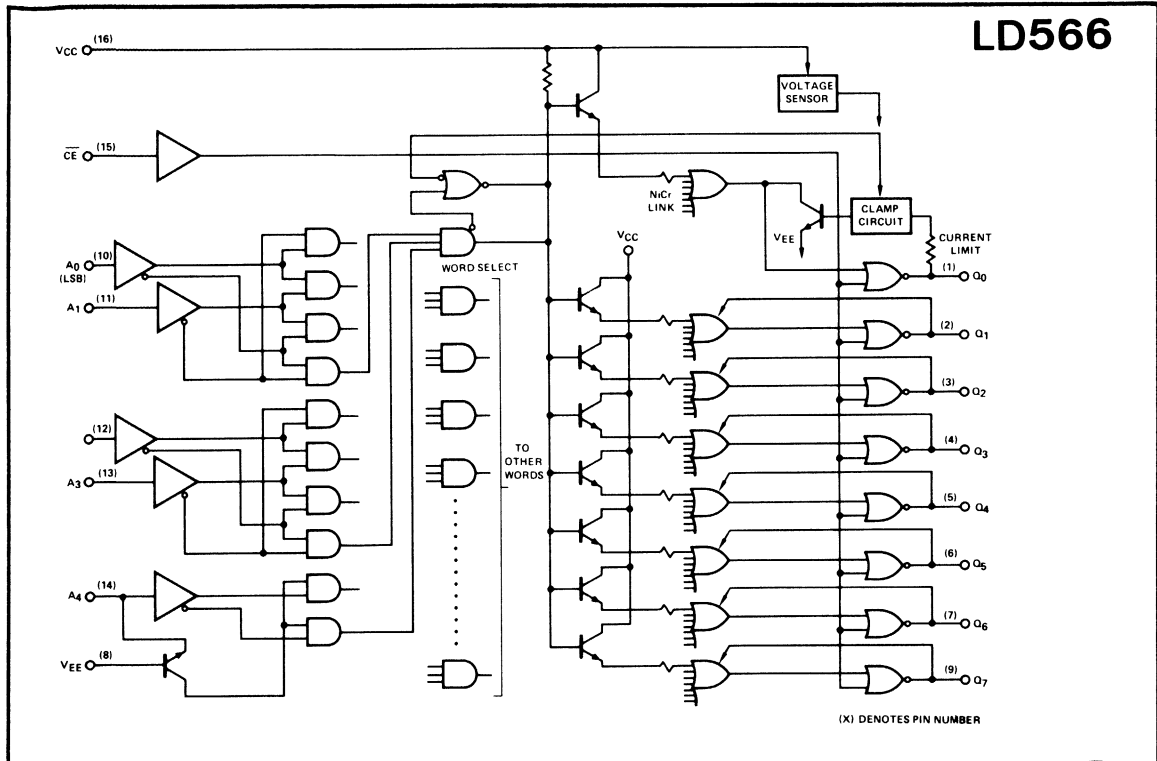 LD566
VCC (16)
VOLTAGE
SENSOR
CE (15)
NiCr
LINK
CLAMP
CIRCUIT
VEE
CURRENT
LIMIT
VCC
WORD SELECT
A0 (10)
(LSB)
A1 (11)
(12)
A3 (13)
A4 (14)
VEE (8)
TO
OTHER
WORDS
(1) Q0
(2) Q1
(3) Q2
(4) Q3
(5) Q4
(6) Q5
(7) Q6
(9) Q7
(X) DENOTES PIN NUMBER